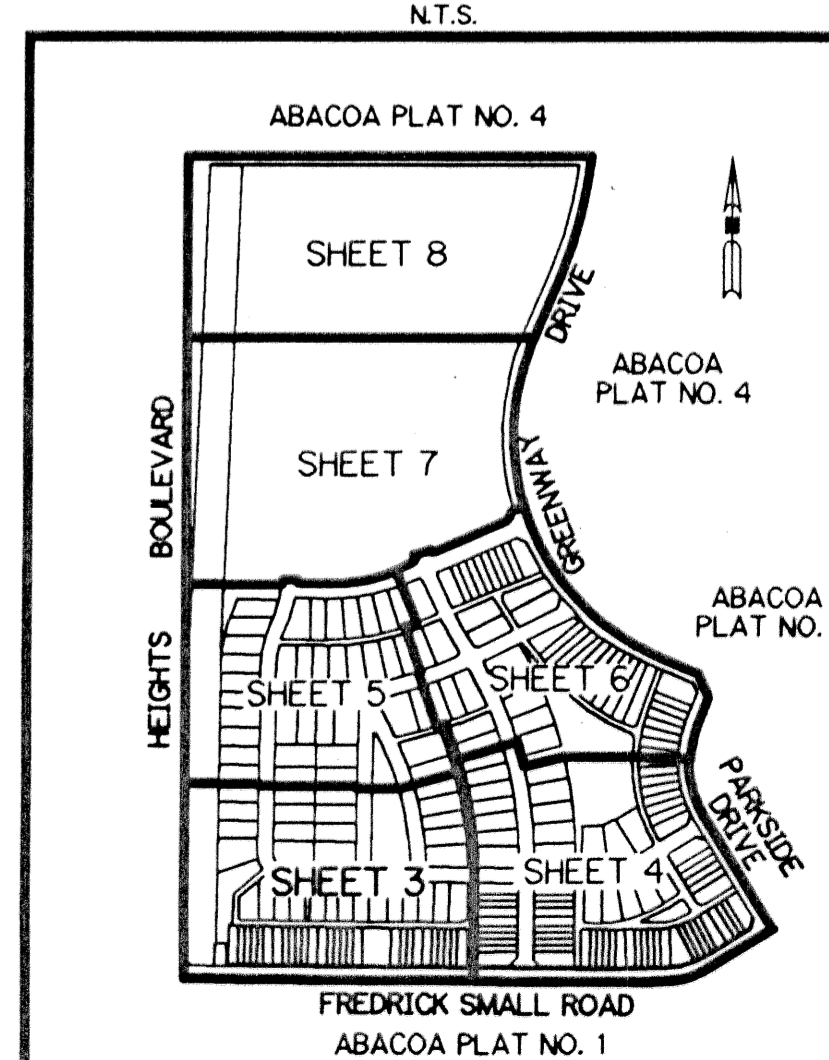 N.T.S.
ABACOA PLAT NO. 4
SHEET 8
DRIVE
ABACOA
PLAT NO. 4
HEIGHTS BOULEVARD
SHEET 7
GREENWAY
ABACOA
PLAT NO.
SHEET 5
SHEET 6
PARKSIDE
DRIVE
SHEET 3
SHEET 4
FREDRICK SMALL ROAD
ABACOA PLAT NO. 1